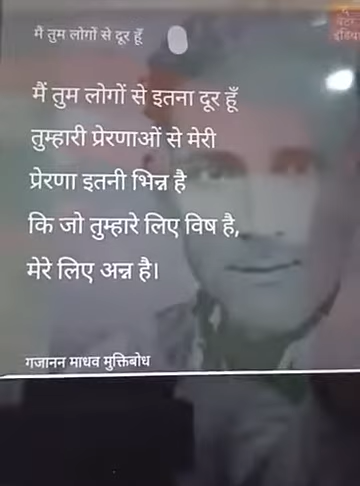 मैं तुम लोगों से दूर हूँ
मैं तुम लोगों से इतना दूर हूँ
तुम्हारी प्रेरणाओं से मेरी
प्रेरणा इतनी भिन्न है
कि जो तुम्हारे लिए विष है,
मेरे लिए अन्न है।
गजानन माधव मुक्तिबोध